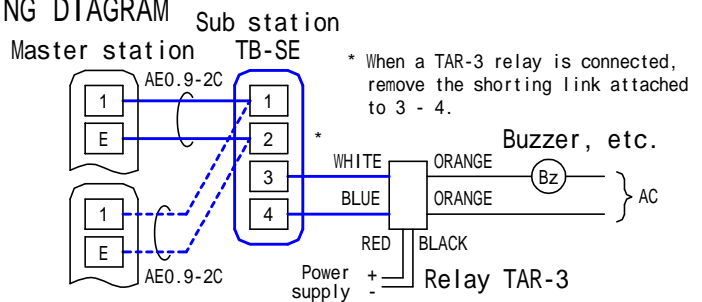 NG DIAGRAM
Sub station
Master station
TB-SE
* When a TAR-3 relay is connected,
remove the shorting link attached
to 3 - 4.
AE0.9-2C
1
E
1
2
3
4
*
Buzzer, etc.
WHITE
ORANGE
Bz
AC
BLUE
ORANGE
1
E
AE0.9-2C
RED
BLACK
Power
supply
+
-
Relay TAR-3